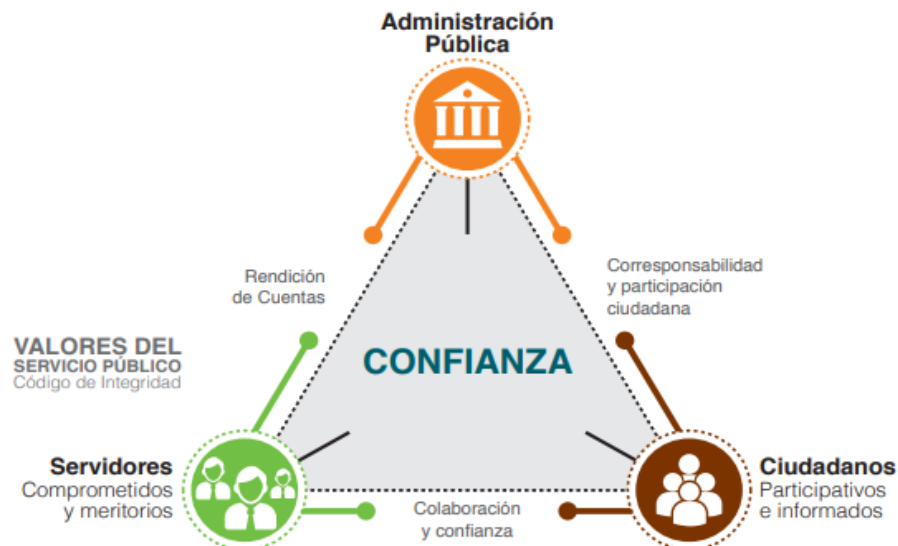 Administración
Pública
Rendición
de Cuentas
Corresponsabilidad
y participación
ciudadana
VALORES DEL
SERVICIO PÚBLICO
Código de Integridad
CONFIANZA
Servidores
Comprometidos
y meritorios
Colaboración
y confianza
Ciudadanos
Participativos
e informados